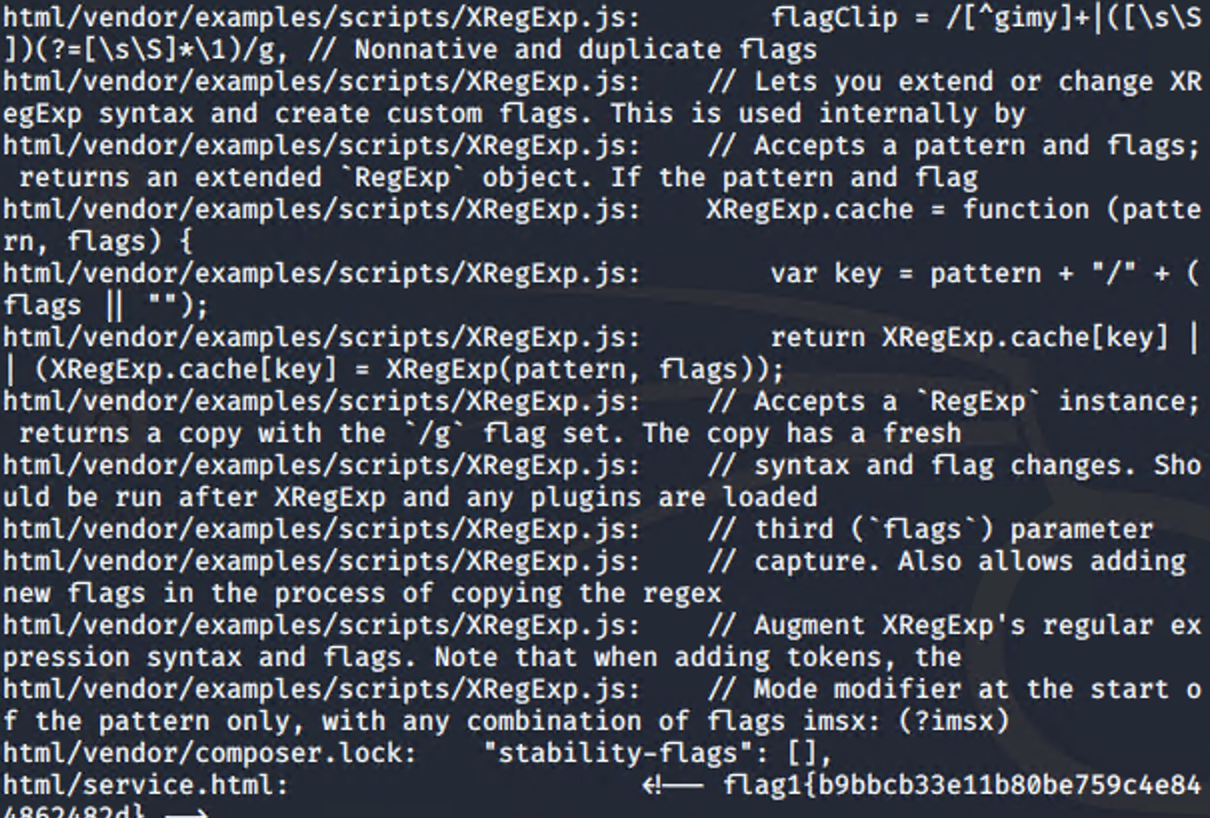 html/vendor/examples/scripts/XRegExp.js:        flagClip = /[^gimy]+|([\s\S
])(?=[\s\S]*\1)/g, // Nonnative and duplicate flags
html/vendor/examples/scripts/XRegExp.js:    // Lets you extend or change XR
egExp syntax and create custom flags. This is used internally by
html/vendor/examples/scripts/XRegExp.js:    // Accepts a pattern and flags;
 returns an extended `RegExp` object. If the pattern and flag
html/vendor/examples/scripts/XRegExp.js:    XRegExp.cache = function (patte
rn, flags) {
html/vendor/examples/scripts/XRegExp.js:        var key = pattern + "/" + (
flags || "");
html/vendor/examples/scripts/XRegExp.js:        return XRegExp.cache[key] |
| (XRegExp.cache[key] = XRegExp(pattern, flags));
html/vendor/examples/scripts/XRegExp.js:    // Accepts a `RegExp` instance;
 returns a copy with the `/g` flag set. The copy has a fresh
html/vendor/examples/scripts/XRegExp.js:    // syntax and flag changes. Sho
uld be run after XRegExp and any plugins are loaded
html/vendor/examples/scripts/XRegExp.js:    // third (`flags`) parameter
html/vendor/examples/scripts/XRegExp.js:    // capture. Also allows adding
new flags in the process of copying the regex
html/vendor/examples/scripts/XRegExp.js:    // Augment XRegExp's regular ex
pression syntax and flags. Note that when adding tokens, the
html/vendor/examples/scripts/XRegExp.js:    // Mode modifier at the start o
f the pattern only, with any combination of flags imsx: (?imsx)
html/vendor/composer.lock:    "stability-flags": [],
html/service.html:                      <!-- flag1{b9bbcb33e11b80be759c4e84
4862482d} -->